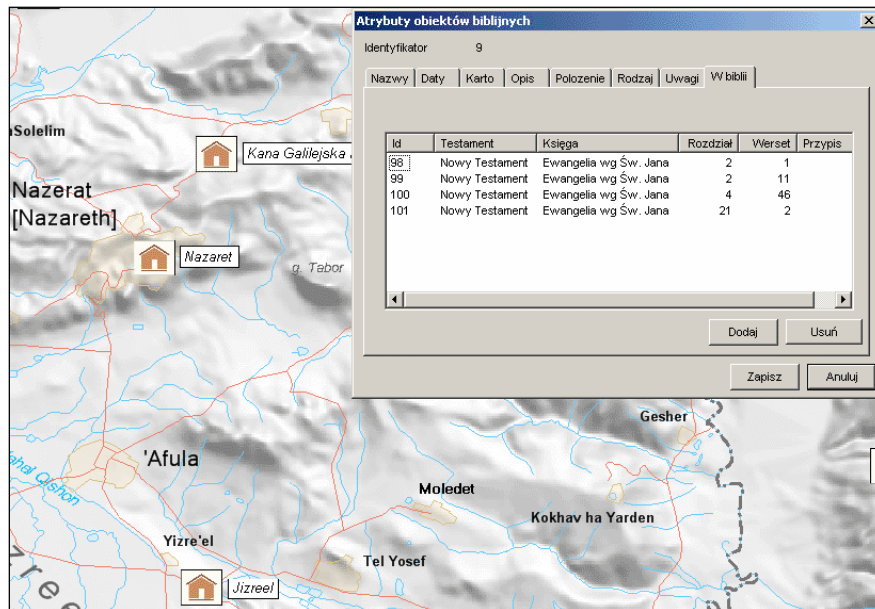 Atrybuty obiektów biblijnych
Identyfikator 9
Nazwy Daty Karto Opis Polozenie Rodzaj Uwagi W biblii
Id Testament Księga Rozdział Werset Przypis
98 Nowy Testament Ewangelia wg Św. Jana 2 1
99 Nowy Testament Ewangelia wg Św. Jana 2 11
100 Nowy Testament Ewangelia wg Św. Jana 4 46
101 Nowy Testament Ewangelia wg Św. Jana 21 2
Dodaj Usuń
Zapisz Anuluj
Solelim
Kana Galilejska
Nazerat
[Nazareth]
Nazaret
g. Tabor
Gesher
'Afula
Qishon
Moledet
Kokhav ha Yarden
Yizre'el
Tel Yosef
Jizreel